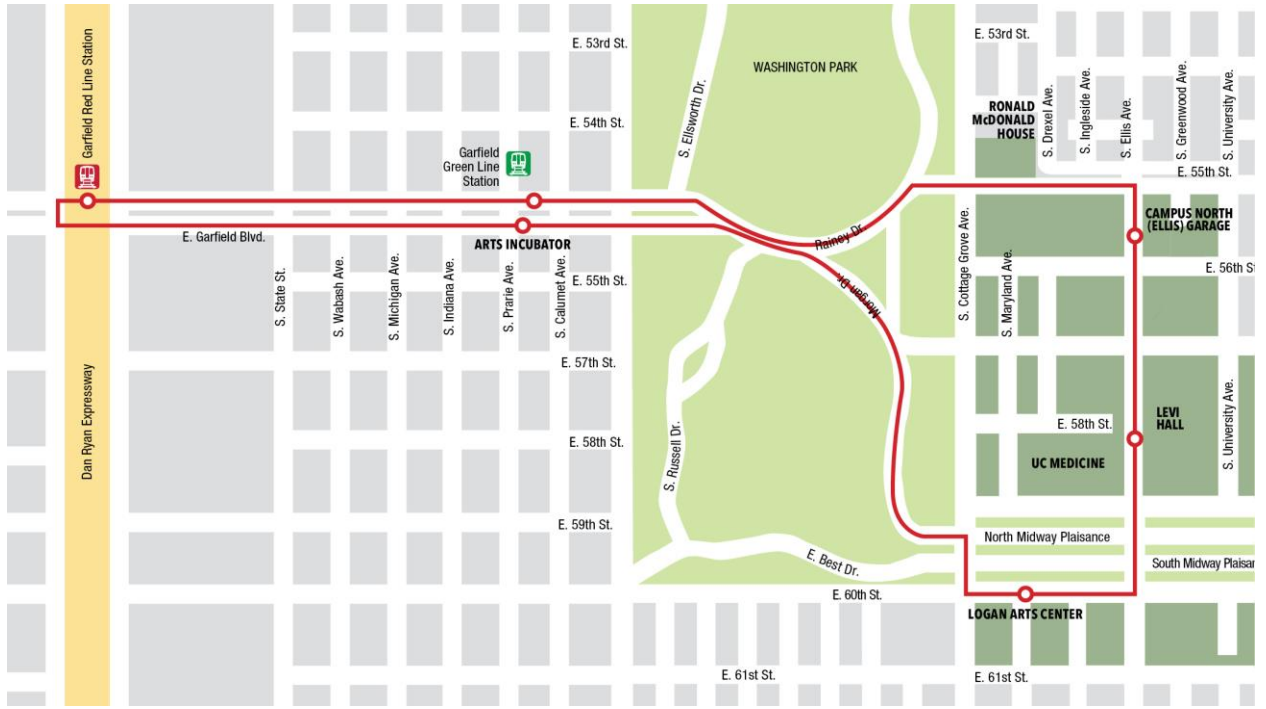 E. 53rd St.
WASHINGTON PARK
E. 53rd St.
Garfield Red Line Station
S. Ellsworth Dr.
RONALD
McDONALD
HOUSE
S. Drexel Ave.
S. Ingleside Ave.
S. Ellis Ave.
S. Greenwood Ave.
S. University Ave.
E. 54th St.
Garfield
Green Line
Station
E. 55th St.
CAMPUS NORTH
(ELLIS) GARAGE
E. Garfield Blvd.
ARTS INCUBATOR
Rainey Dr.
Morgan Dr.
S. Cottage Grove Ave.
S. Maryland Ave.
E. 56th St
S. State St.
S. Wabash Ave.
S. Michigan Ave.
S. Indiana Ave.
S. Prarie Ave.
S. Calumet Ave.
E. 55th St.
E. 57th St.
Dan Ryan Expressway
E. 58th St.
S. Russell Dr.
E. 58th St.
LEVI
HALL
S. University Ave.
UC MEDICINE
E. 59th St.
North Midway Plaisance
E. Best Dr.
South Midway Plaisar
E. 60th St.
LOGAN ARTS CENTER
E. 61st St.
E. 61st St.